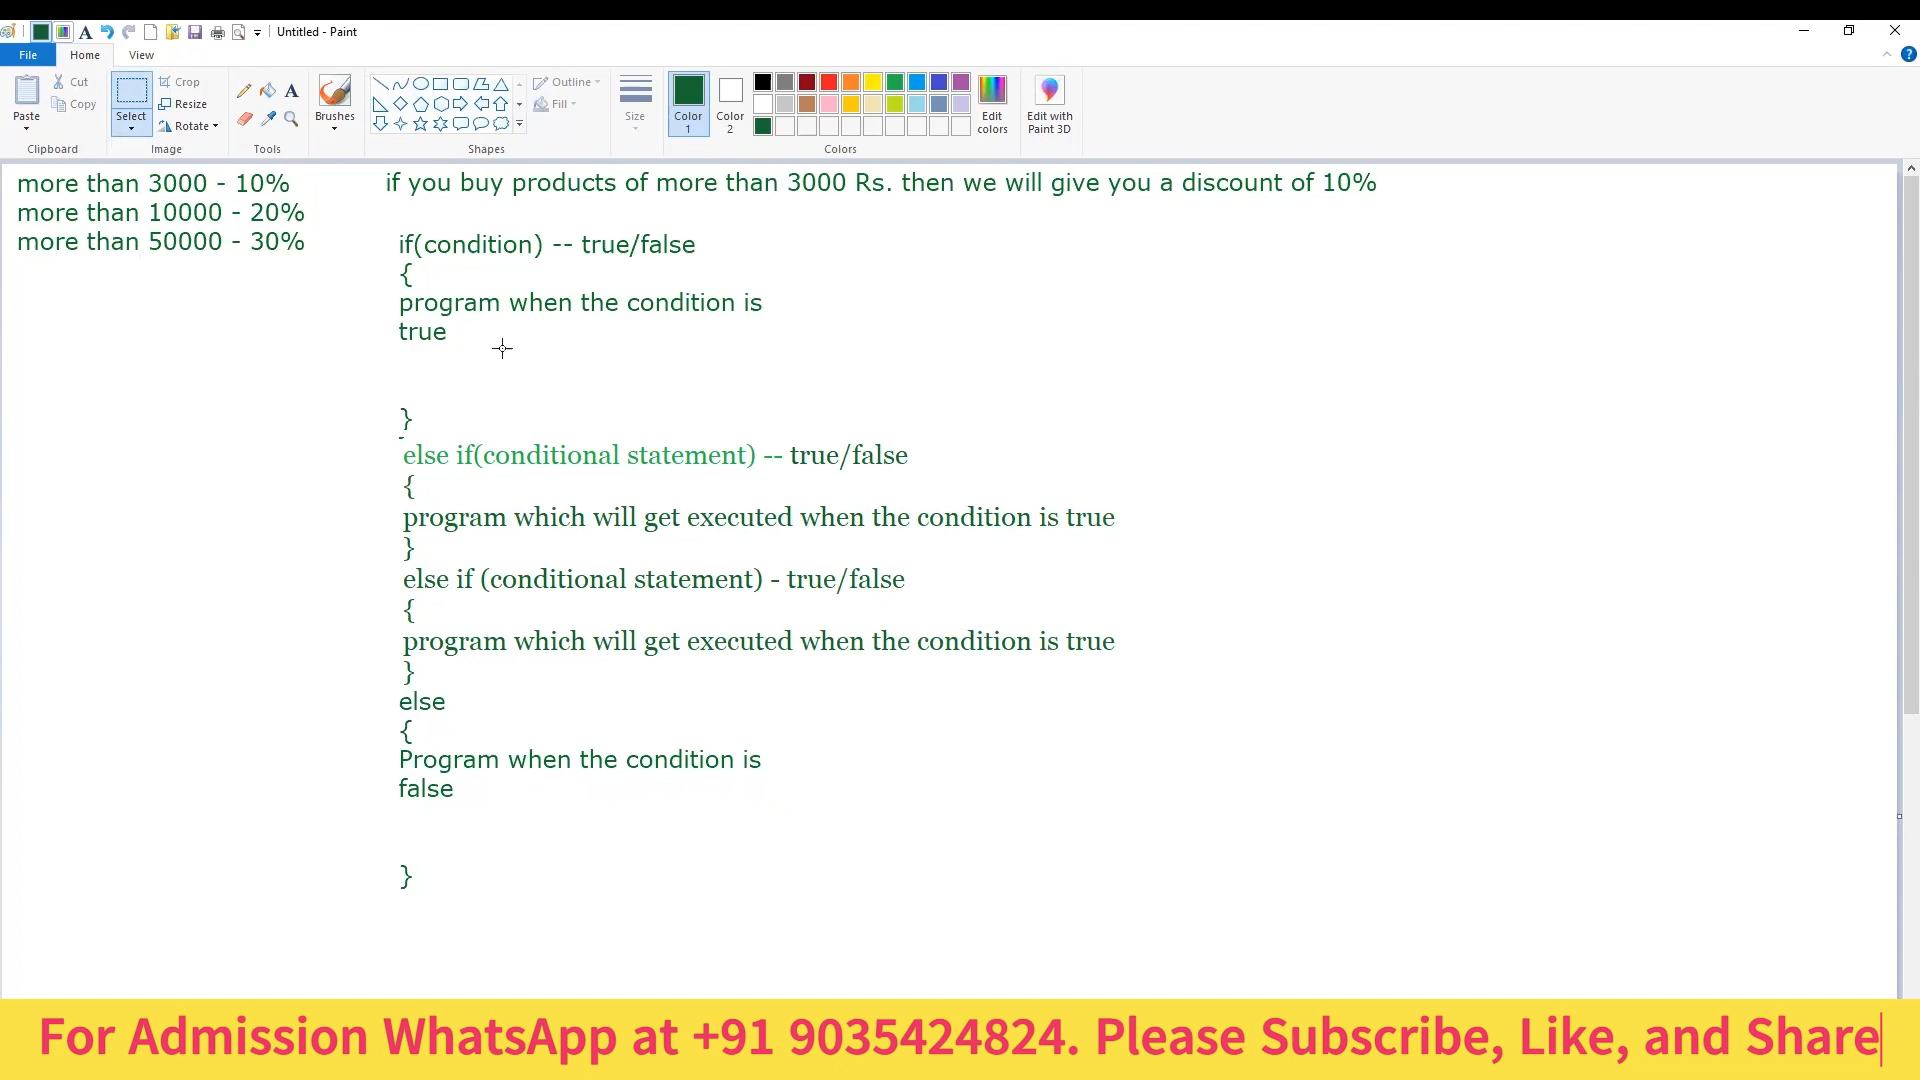 Untitled - Paint
File
Home
View
Paste
Cut
Copy
Clipboard
Select
Crop
Resize
Rotate
Image
Tools
Brushes
Shapes
Outline
Fill
Size
Color 1
Color 2
Colors
Edit colors
Edit with Paint 3D
more than 3000 - 10%
more than 10000 - 20%
more than 50000 - 30%
if you buy products of more than 3000 Rs. then we will give you a discount of 10%
if(condition) -- true/false
{
program when the condition is
true
}
else if(conditional statement) -- true/false
{
program which will get executed when the condition is true
}
else if (conditional statement) - true/false
{
program which will get executed when the condition is true
}
else
{
Program when the condition is
false
}
For Admission WhatsApp at +91 9035424824. Please Subscribe, Like, and Share